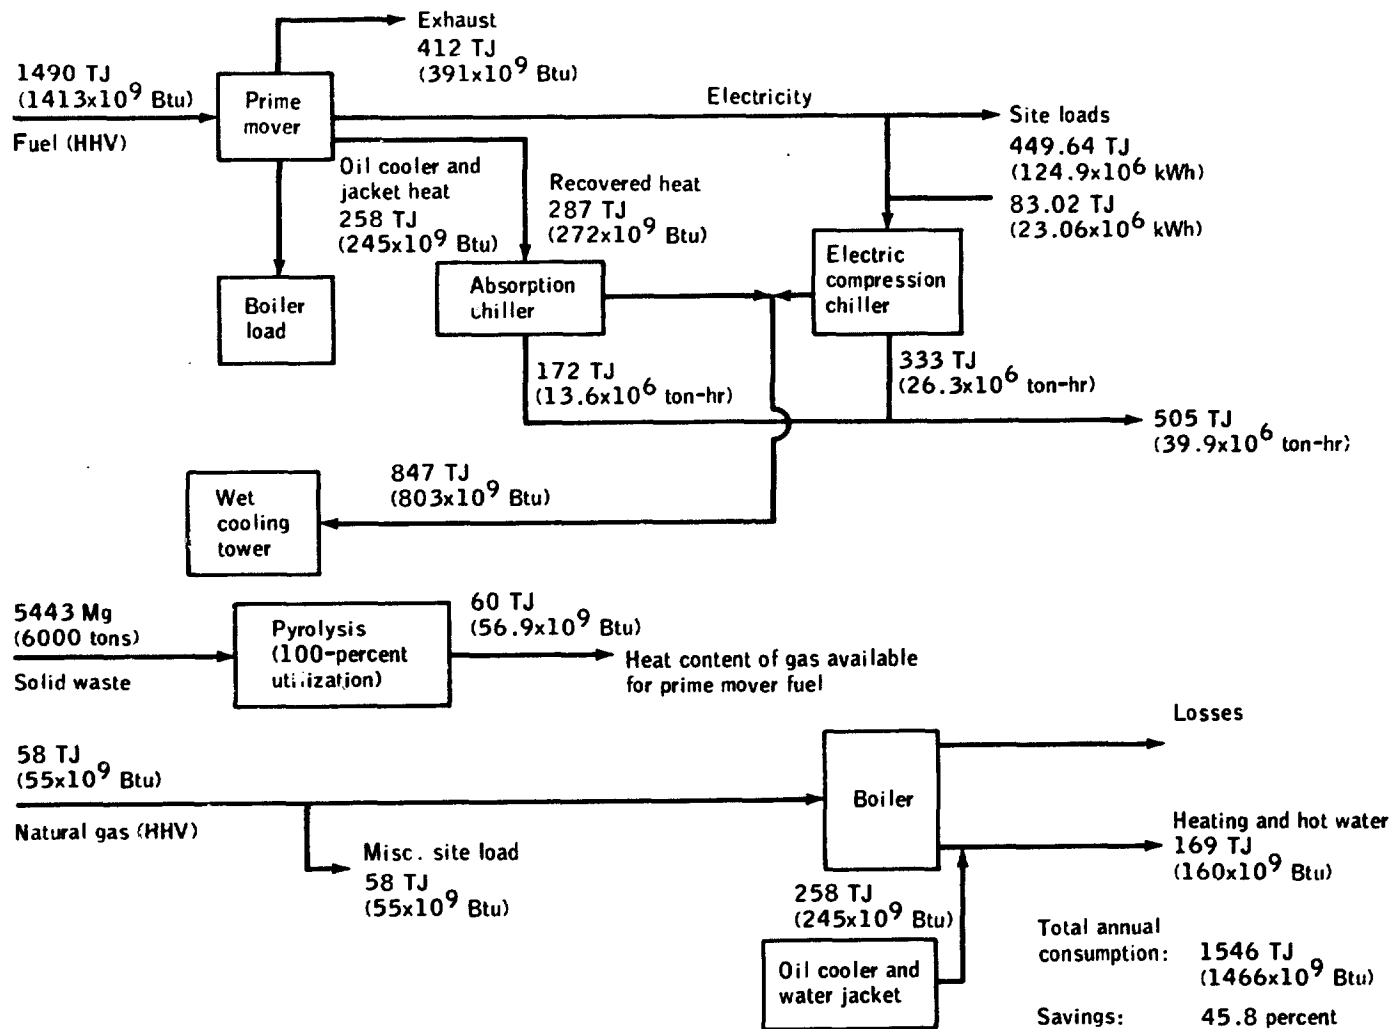 Exhaust
412 TJ
(391x10⁹ Btu)
1490 TJ
(1413x10⁹ Btu)
Fuel (HHV)
Prime
mover
Electricity
Site loads
449.64 TJ
(124.9x10⁶ kWh)
83.02 TJ
(23.06x10⁶ kWh)
Oil cooler and
jacket heat
258 TJ
(245x10⁹ Btu)
Recovered heat
287 TJ
(272x10⁹ Btu)
Boiler
load
Absorption
chiller
Electric
compression
chiller
172 TJ
(13.6x10⁶ ton-hr)
333 TJ
(26.3x10⁶ ton-hr)
505 TJ
(39.9x10⁶ ton-hr)
847 TJ
(803x10⁹ Btu)
Wet
cooling
tower
5443 Mg
(6000 tons)
Solid waste
Pyrolysis
(100-percent
utilization)
60 TJ
(56.9x10⁹ Btu)
Heat content of gas available
for prime mover fuel
58 TJ
(55x10⁹ Btu)
Natural gas (HHV)
Misc. site load
58 TJ
(55x10⁹ Btu)
Boiler
Losses
Heating and hot water
169 TJ
(160x10⁹ Btu)
258 TJ
(245x10⁹ Btu)
Oil cooler and
water jacket
Total annual
consumption: 1546 TJ
(1466x10⁹ Btu)
Savings: 45.8 percent